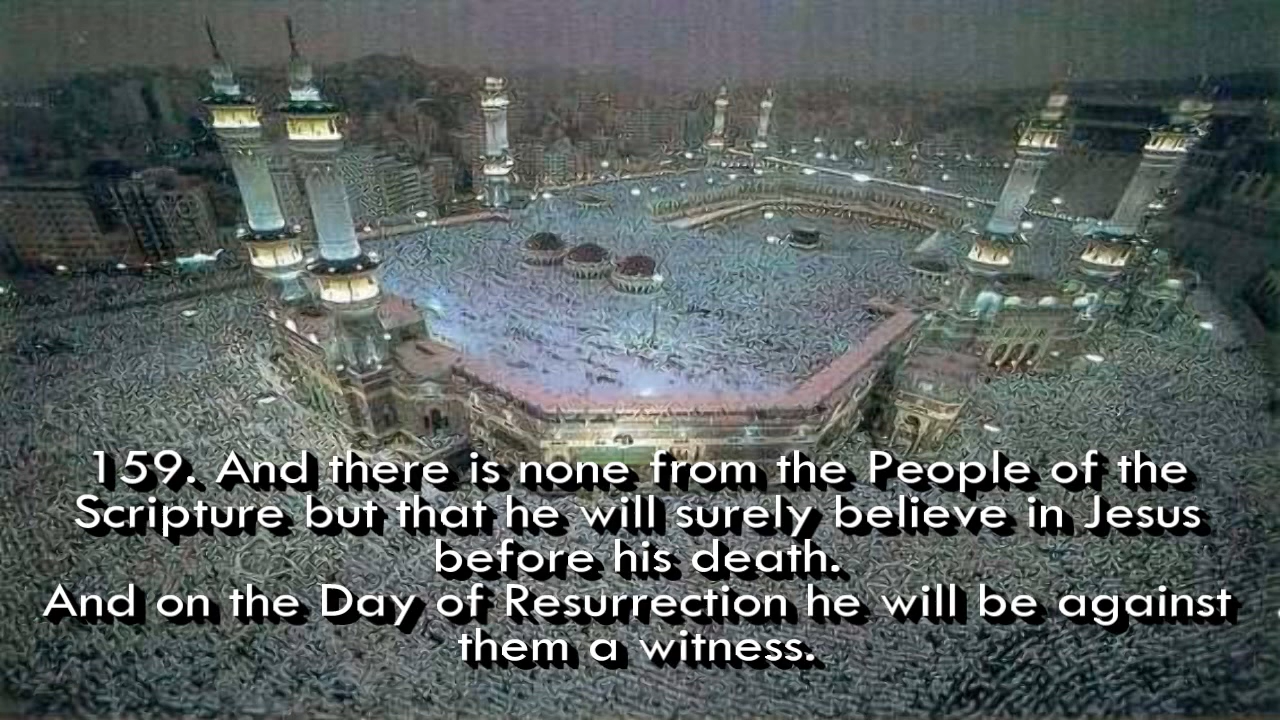 159. And there is none from the People of the
Scripture but that he will surely believe in Jesus
before his death.
And on the Day of Resurrection he will be against
them a witness.